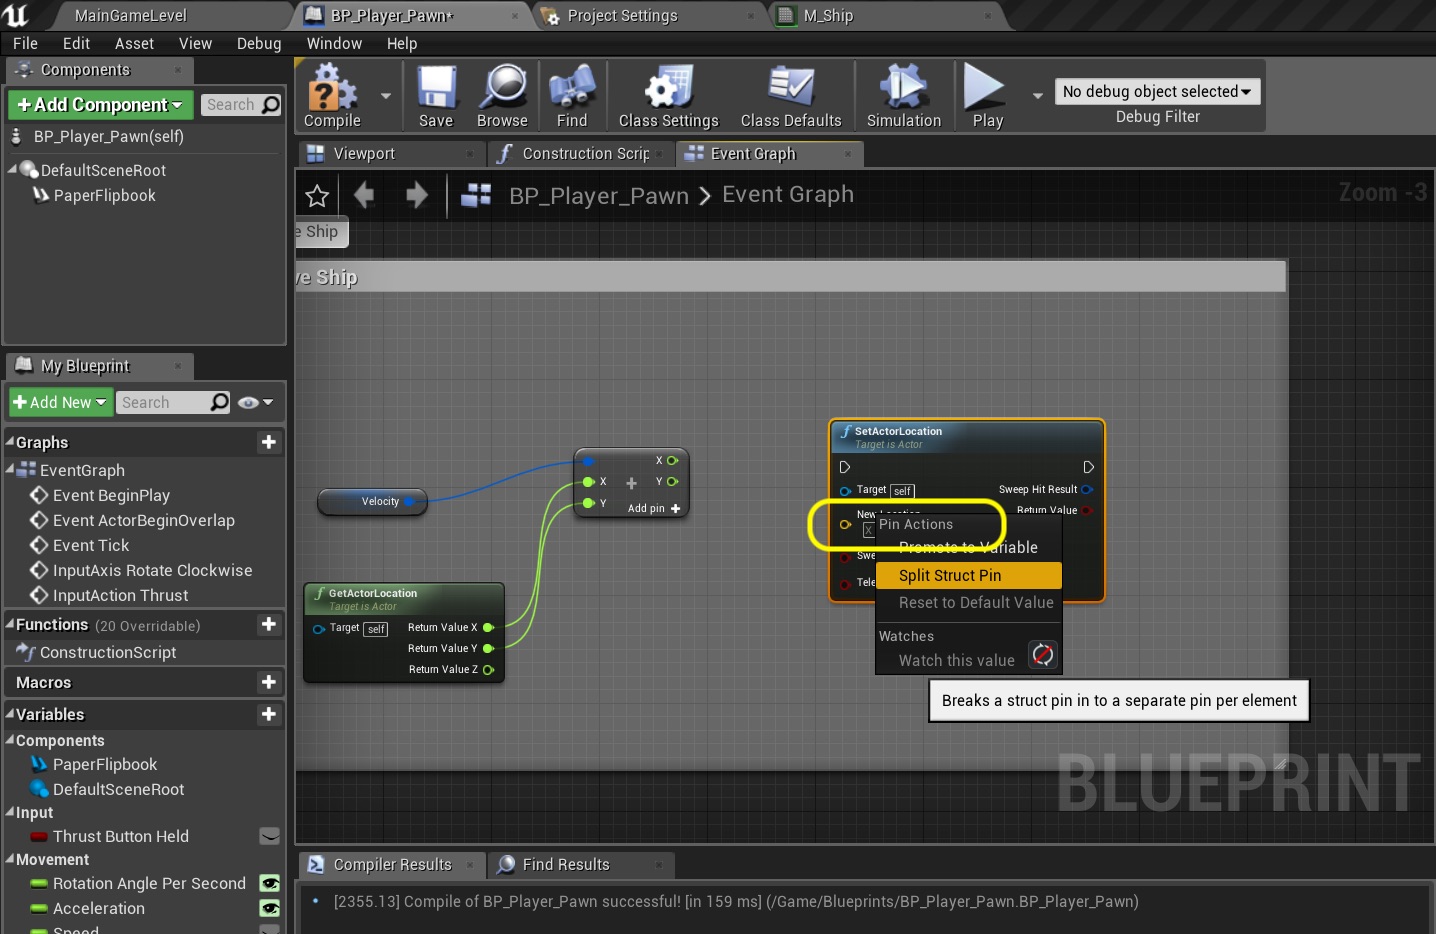 MainGameLevel
BP_Player_Pawn*
Project Settings
M_Ship
File Edit Asset View Debug Window Help
Components
+Add Component
Search
BP_Player_Pawn(self)
DefaultSceneRoot
PaperFlipbook
Compile
Save
Browse
Find
Class Settings
Class Defaults
Simulation
Play
No debug object selected
Debug Filter
Viewport
Construction Scrip
Event Graph
BP_Player_Pawn > Event Graph
Zoom -3
e Ship
ve Ship
My Blueprint
+Add New
Search
Graphs
EventGraph
Event BeginPlay
Event ActorBeginOverlap
Event Tick
InputAxis Rotate Clockwise
InputAction Thrust
Functions (20 Overridable)
ConstructionScript
Macros
Variables
Components
PaperFlipbook
DefaultSceneRoot
Input
Thrust Button Held
Movement
Rotation Angle Per Second
Acceleration
Speed
Velocity
X
X Y
Y
Add pin +
GetActorLocation
Target is Actor
Target self
Return Value X
Return Value Y
Return Value Z
SetActorLocation
Target is Actor
Target self
Sweep Hit Result
New Location
Return Value
X
Swe
Tele
Pin Actions
Promote to Variable
Split Struct Pin
Reset to Default Value
Watches
Watch this value
Breaks a struct pin in to a separate pin per element
BLUEPRINT
Compiler Results
Find Results
[2355.13] Compile of BP_Player_Pawn successful! [in 159 ms] (/Game/Blueprints/BP_Player_Pawn.BP_Player_Pawn)